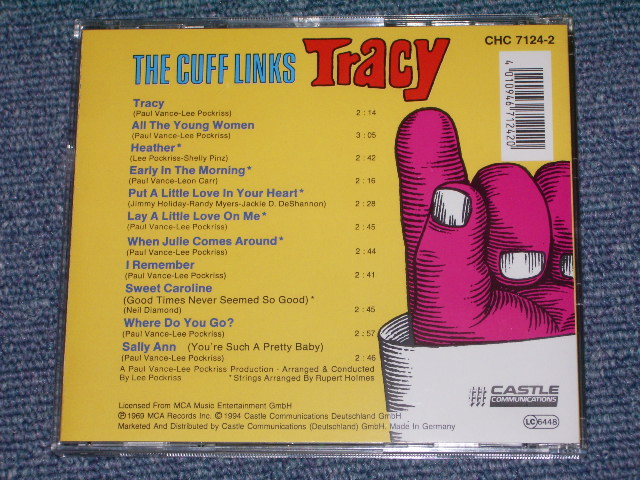 THE CUFF LINKS Tracy
CHC 7124-2
4 010946 712420
Tracy
(Paul Vance-Lee Pockriss) 2:14
All The Young Women
(Paul Vance-Lee Pockriss) 3:05
Heather*
(Lee Pockriss-Shelly Pinz) 2:42
Early In The Morning*
(Paul Vance-Leon Carr) 2:16
Put A Little Love In Your Heart*
(Jimmy Holiday-Randy Myers-Jackie D. DeShannon) 2:28
Lay A Little Love On Me*
(Paul Vance-Lee Pockriss) 2:45
When Julie Comes Around*
(Paul Vance-Lee Pockriss) 2:44
I Remember
(Paul Vance-Lee Pockriss) 2:41
Sweet Caroline
(Good Times Never Seemed So Good)*
(Neil Diamond) 2:45
Where Do You Go?
(Paul Vance-Lee Pockriss) 2:57
Sally Ann (You're Such A Pretty Baby)
(Paul Vance-Lee Pockriss) 2:46
A Paul Vance-Lee Pockriss Production - Arranged & Conducted
By Lee Pockriss *Strings Arranged By Rupert Holmes
CASTLE
COMMUNICATIONS
Licensed From MCA Music Entertainment GmbH
℗ 1969 MCA Records Inc. © 1994 Castle Communications Deutschland GmbH
Marketed And Distributed by Castle Communications (Deutschland) GmbH. Made In Germany
LC 6448